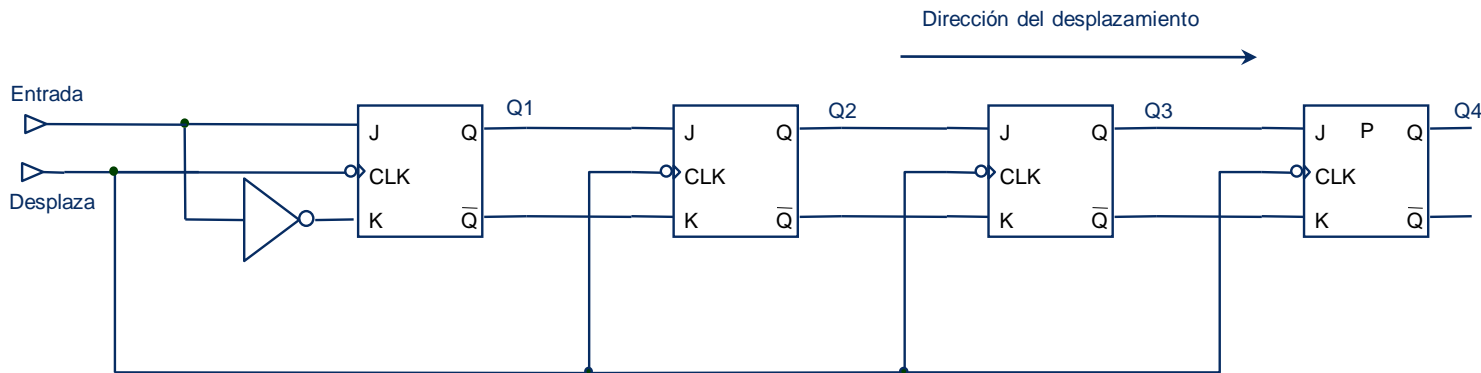 Dirección del desplazamiento
Entrada
Desplaza
Q1
Q2
Q3
Q4
J Q
CLK
K Q̅
J Q
CLK
K Q̅
J Q
CLK
K Q̅
J P Q
CLK
K Q̅